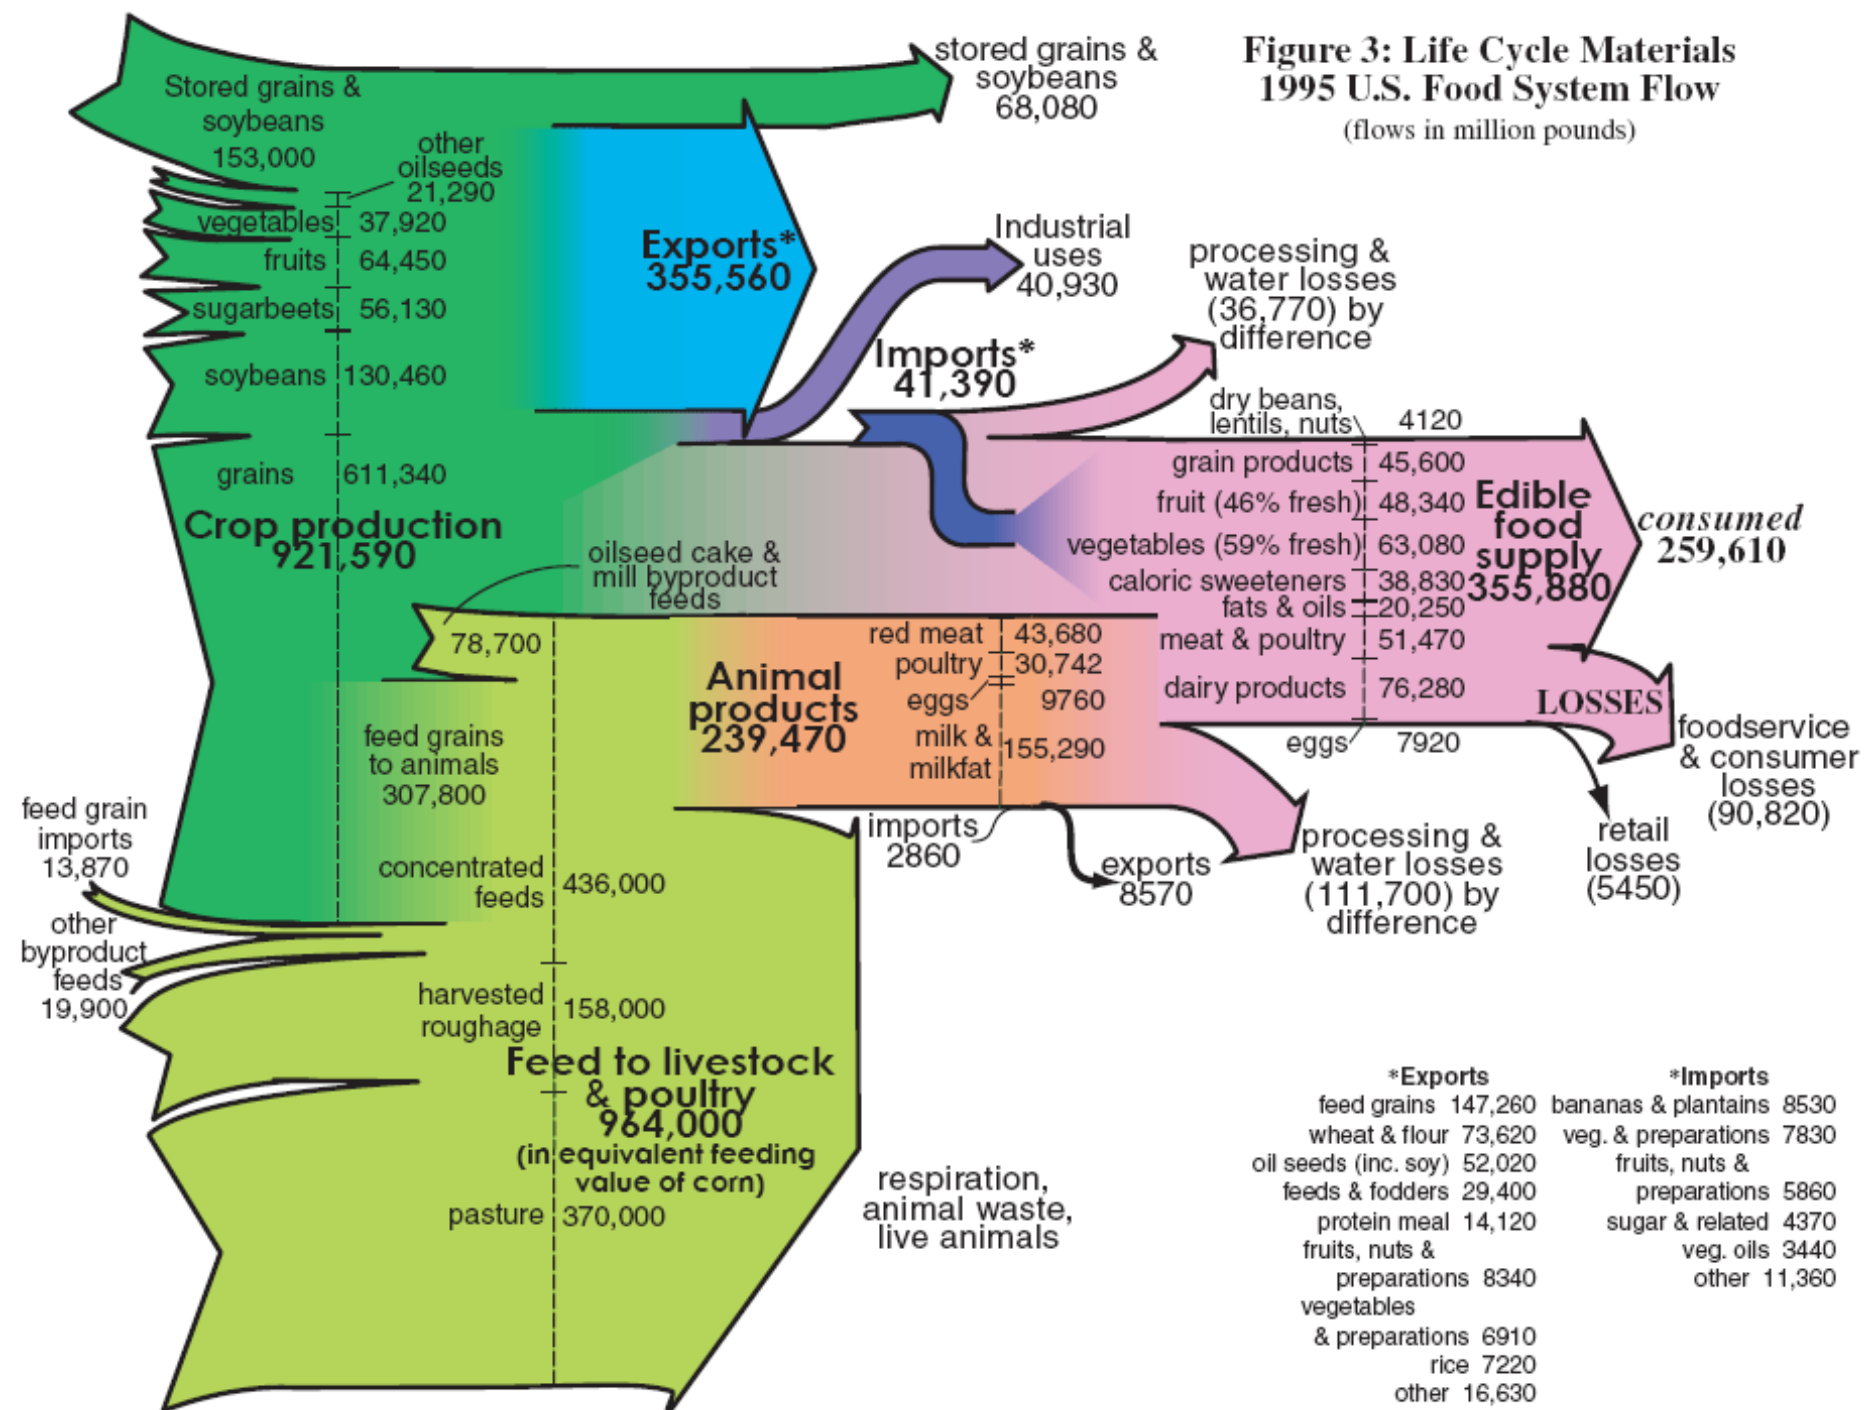 Figure 3: Life Cycle Materials
1995 U.S. Food System Flow
(flows in million pounds)
stored grains &
soybeans
68,080
Stored grains &
soybeans
153,000
other
oilseeds
21,290
vegetables 37,920
fruits 64,450
sugarbeets 56,130
soybeans 130,460
grains 611,340
Crop production
921,590
Exports*
355,560
Industrial
uses
40,930
Imports*
41,390
processing &
water losses
(36,770) by
difference
dry beans,
lentils, nuts 4120
grain products 45,600
fruit (46% fresh) 48,340
vegetables (59% fresh) 63,080
caloric sweeteners 38,830
fats & oils 20,250
meat & poultry 51,470
dairy products 76,280
eggs 7920
Edible
food
supply
355,880
consumed
259,610
LOSSES
foodservice
& consumer
losses
(90,820)
retail
losses
(5450)
oilseed cake &
mill byproduct
feeds
78,700
Animal
products
239,470
red meat 43,680
poultry 30,742
eggs 9760
milk &
milkfat 155,290
imports
2860
exports
8570
processing &
water losses
(111,700) by
difference
feed grains
to animals
307,800
feed grain
imports
13,870
other
byproduct
feeds
19,900
concentrated
feeds 436,000
harvested
roughage 158,000
Feed to livestock
& poultry
964,000
(in equivalent feeding
value of corn)
pasture 370,000
respiration,
animal waste,
live animals
*Exports
feed grains 147,260
wheat & flour 73,620
oil seeds (inc. soy) 52,020
feeds & fodders 29,400
protein meal 14,120
fruits, nuts &
preparations 8340
vegetables
& preparations 6910
rice 7220
other 16,630
*Imports
bananas & plantains 8530
veg. & preparations 7830
fruits, nuts &
preparations 5860
sugar & related 4370
veg. oils 3440
other 11,360